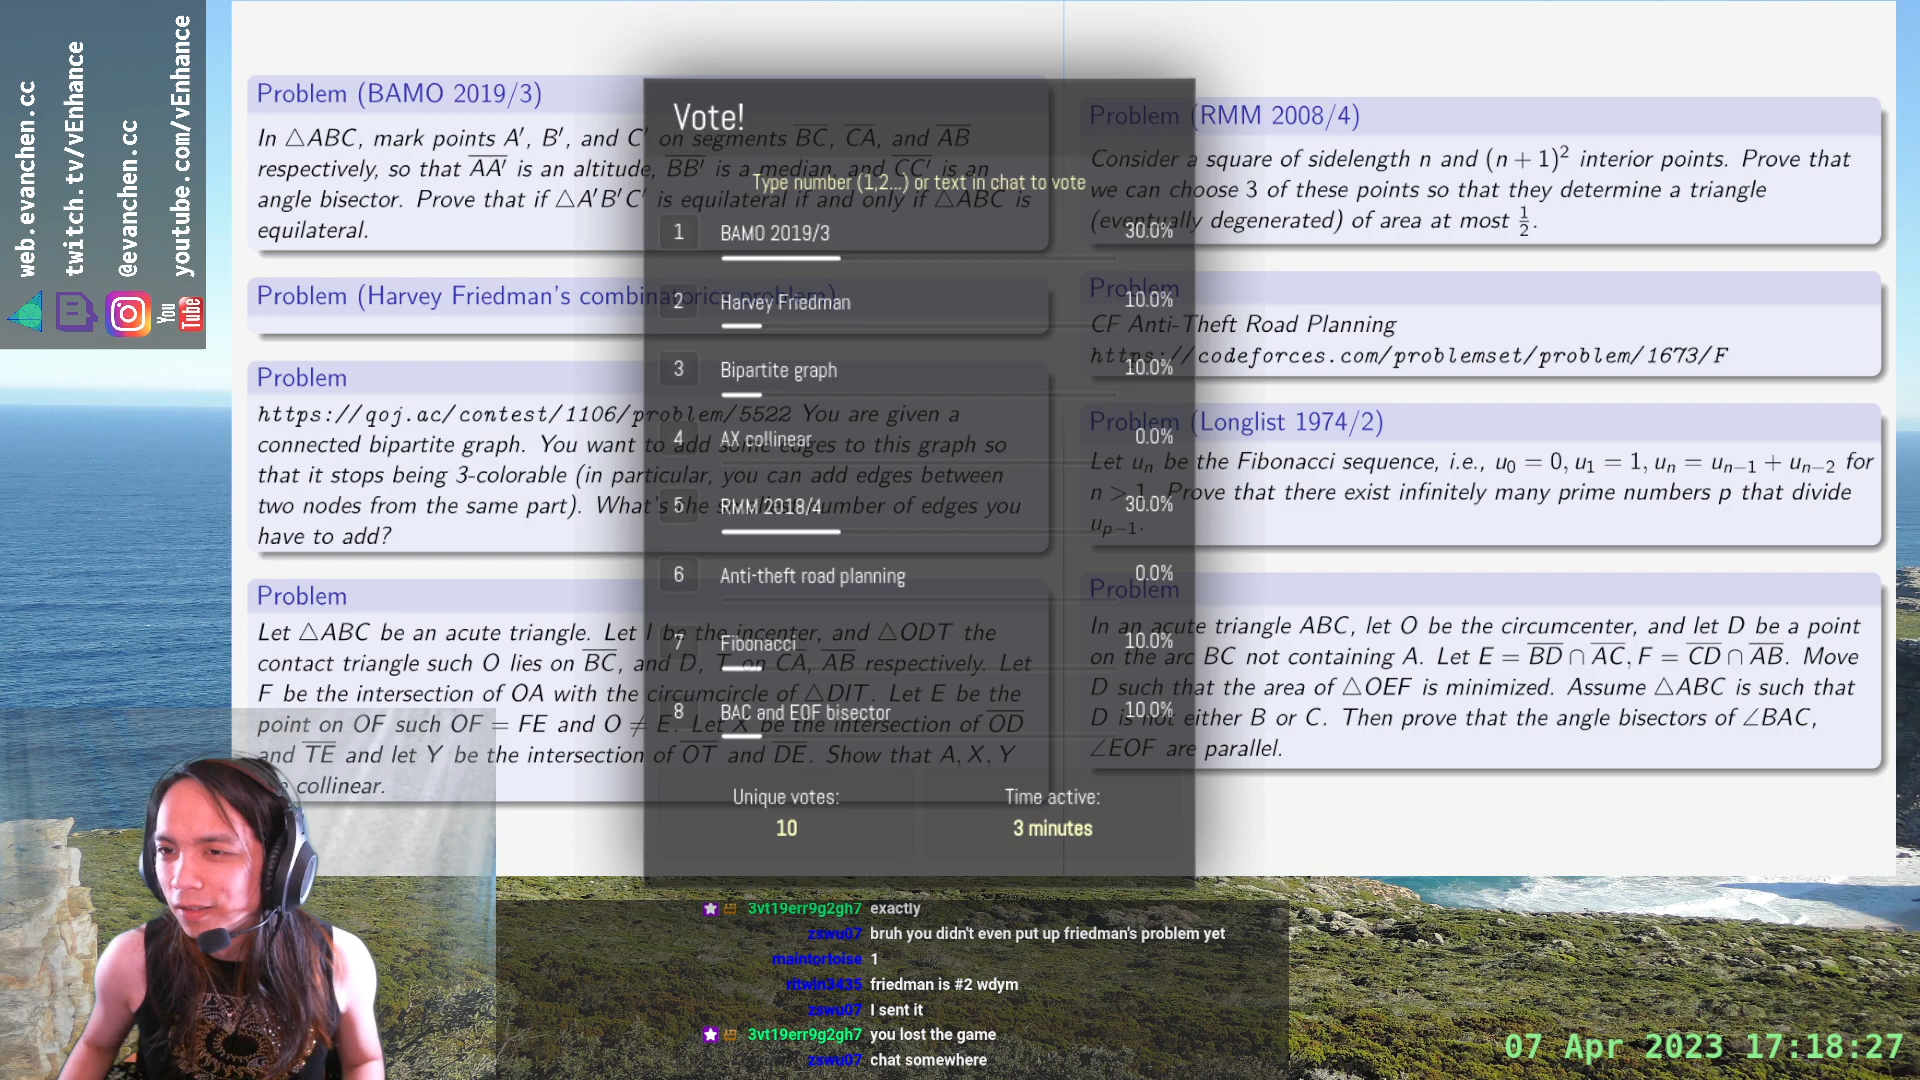 web.evanchen.cc
twitch.tv/vEnhance
@evanchen.cc
youtube.com/vEnhance
You Tube
Problem (BAMO 2019/3)
In △ABC, mark points A′, B′, and C′ on segments BC, CA, and AB
respectively, so that AA′ is an altitude, BB′ is a median, and CC′ is an
angle bisector. Prove that if △A′B′C′ is equilateral if and only if △ABC is
equilateral.
Problem (Harvey Friedman's combinatorics problem)
Problem
https://qoj.ac/contest/1106/problem/5522 You are given a
connected bipartite graph. You want to add some edges to this graph so
that it stops being 3-colorable (in particular, you can add edges between
two nodes from the same part). What's the number of edges you
have to add?
Problem
Let △ABC be an acute triangle. Let I be the incenter, and △ODT the
contact triangle such O lies on BC, and D, T on CA, AB respectively. Let
F be the intersection of OA with the circumcircle of △DIT. Let E be the
point on OF such OF = FE and O ≠ E. Let X be the intersection of OD
and TE and let Y be the intersection of OT and DE. Show that A, X, Y
collinear.
Vote!
Type number (1,2...) or text in chat to vote
1 BAMO 2019/3 30.0%
2 Harvey Friedman 10.0%
3 Bipartite graph 10.0%
4 AX collinear 0.0%
5 RMM 2018/4 30.0%
6 Anti-theft road planning 0.0%
7 Fibonacci 10.0%
8 BAC and EOF bisector 10.0%
Unique votes:
10
Time active:
3 minutes
Problem (RMM 2008/4)
Consider a square of sidelength n and (n + 1)² interior points. Prove that
we can choose 3 of these points so that they determine a triangle
(eventually degenerated) of area at most 1/2.
Problem
CF Anti-Theft Road Planning
https://codeforces.com/problemset/problem/1673/F
Problem (Longlist 1974/2)
Let uₙ be the Fibonacci sequence, i.e., u₀ = 0, u₁ = 1, uₙ = uₙ₋₁ + uₙ₋₂ for
n > 1. Prove that there exist infinitely many prime numbers p that divide
uₚ₋₁.
Problem
In an acute triangle ABC, let O be the circumcenter, and let D be a point
on the arc BC not containing A. Let E = BD ∩ AC, F = CD ∩ AB. Move
D such that the area of △OEF is minimized. Assume △ABC is such that
D is not either B or C. Then prove that the angle bisectors of ∠BAC,
∠EOF are parallel.
3vt19err9g2gh7 exactly
zswu07 bruh you didn't even put up friedman's problem yet
maintorfoise 1
ritwin3435 friedman is #2 wdym
zswu07 I sent it
3vt19err9g2gh7 you lost the game
zswu07 chat somewhere
07 Apr 2023 17:18:27